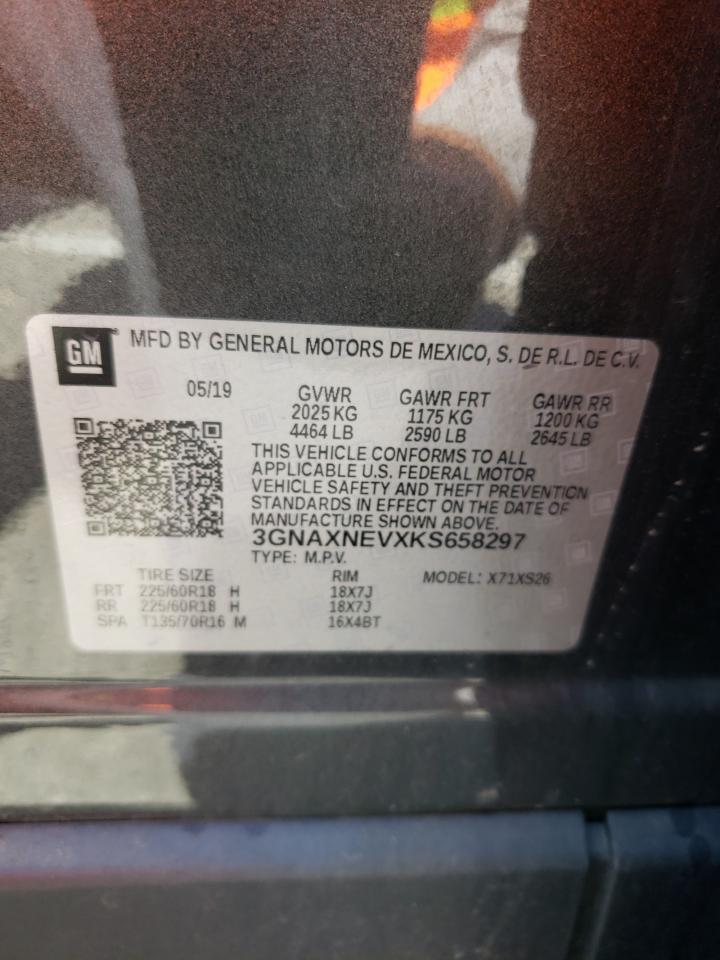 GM
MFD BY GENERAL MOTORS DE MEXICO, S. DE R.L. DE C.V.
05/19 GVWR GAWR FRT GAWR RR
2025 KG 1175 KG 1200 KG
4464 LB 2590 LB 2645 LB
THIS VEHICLE CONFORMS TO ALL
APPLICABLE U.S. FEDERAL MOTOR
VEHICLE SAFETY AND THEFT PREVENTION
STANDARDS IN EFFECT ON THE DATE OF
MANUFACTURE SHOWN ABOVE.
3GNAXNEVXKS658297
TYPE: M.P.V.
TIRE SIZE RIM MODEL: X71XS26
FRT 225/60R18 H 18X7J
RR 225/60R18 H 18X7J
SPA T135/70R16 M 16X4BT